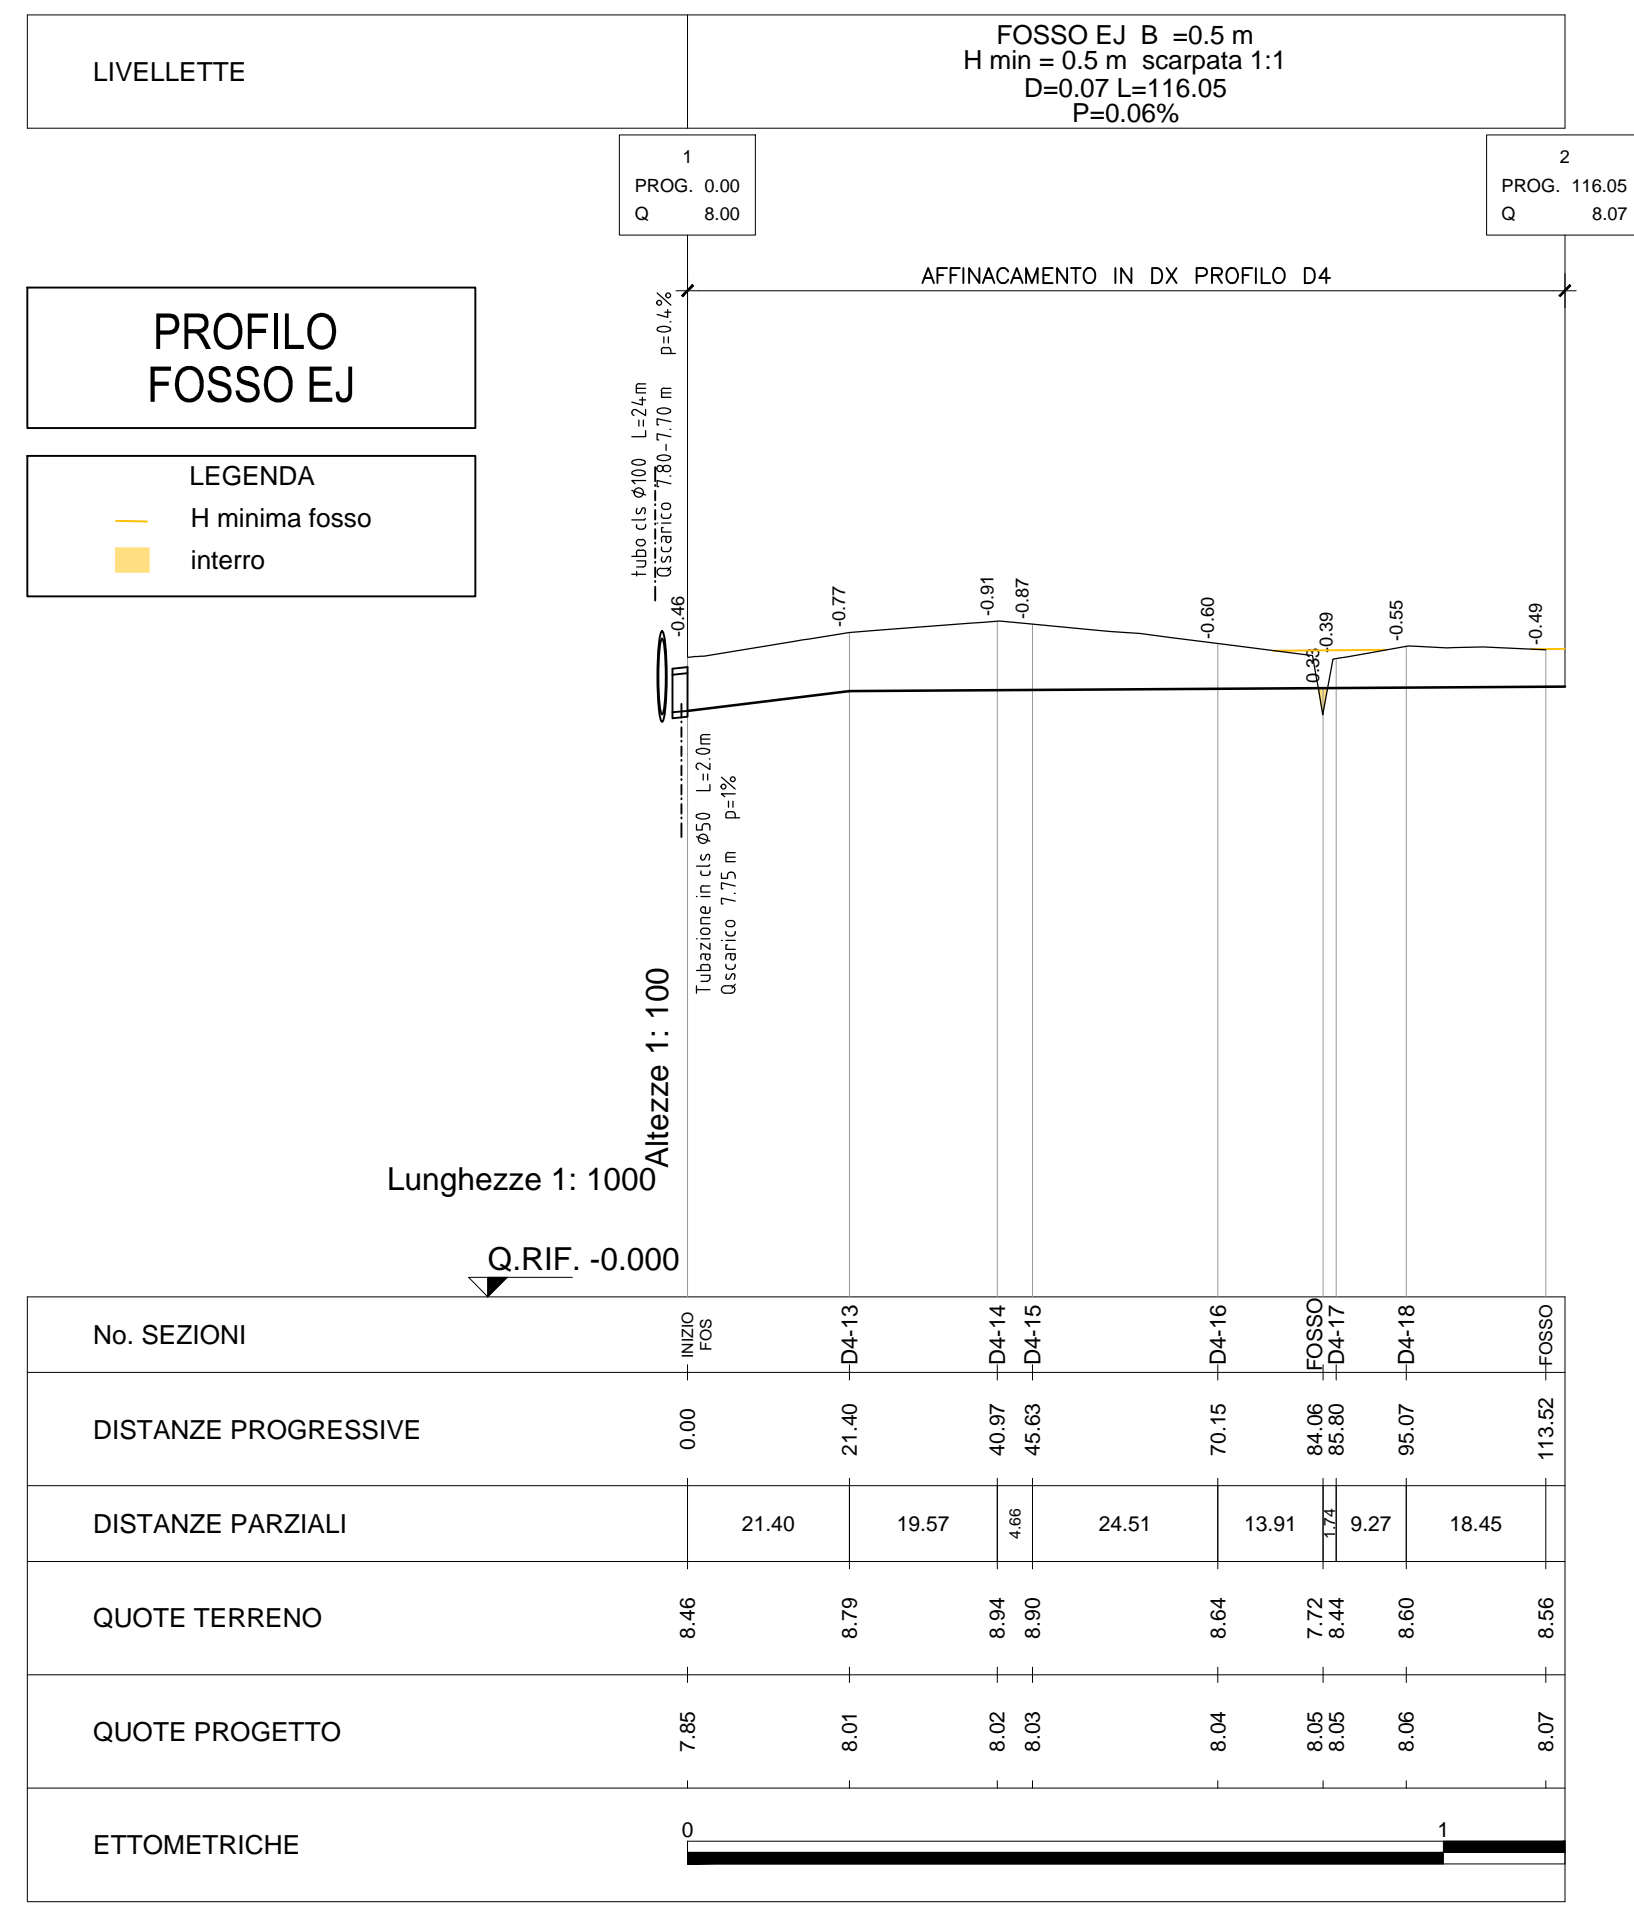 LIVELLETTE
FOSSO EJ B =0.5 m
H min = 0.5 m scarpata 1:1
D=0.07 L=116.05
P=0.06%
1
PROG. 0.00
Q 8.00
2
PROG. 116.05
Q 8.07
AFFINACAMENTO IN DX PROFILO D4
PROFILO
FOSSO EJ
LEGENDA
H minima fosso
interro
tubo cls Ø100 L=24m
Qscarico 7.80-7.70 m p=0.4%
-0.46
-0.77
-0.91
-0.87
-0.60
0.33
-0.39
-0.55
-0.49
Tubazione in cls Ø50 L=2.0m
Qscarico 7.75 m p=1%
Altezze 1: 100
Lunghezze 1: 1000
Q.RIF. -0.000
No. SEZIONI
INIZIO
FOS
D4-13
D4-14
D4-15
D4-16
FOSSO
D4-17
D4-18
FOSSO
DISTANZE PROGRESSIVE
0.00
21.40
40.97
45.63
70.15
84.06
85.80
95.07
113.52
DISTANZE PARZIALI
21.40
19.57
4.66
24.51
13.91
1.74
9.27
18.45
QUOTE TERRENO
8.46
8.79
8.94
8.90
8.64
7.72
8.44
8.60
8.56
QUOTE PROGETTO
7.85
8.01
8.02
8.03
8.04
8.05
8.05
8.06
8.07
ETTOMETRICHE
0
1